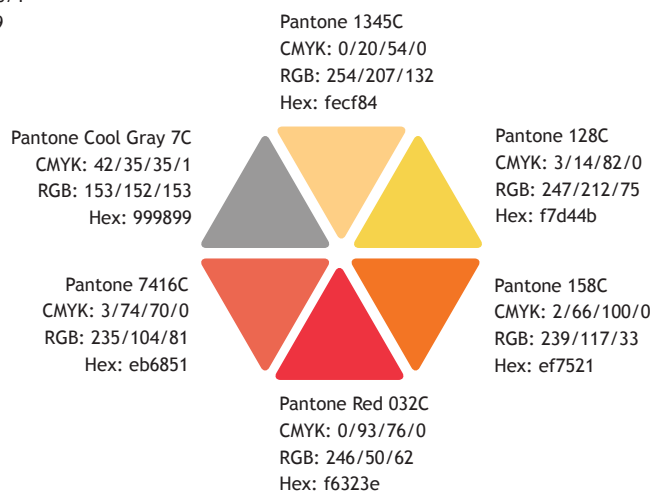 Pantone 1345C
CMYK: 0/20/54/0
RGB: 254/207/132
Hex: fecf84
Pantone Cool Gray 7C
CMYK: 42/35/35/1
RGB: 153/152/153
Hex: 999899
Pantone 128C
CMYK: 3/14/82/0
RGB: 247/212/75
Hex: f7d44b
Pantone 7416C
CMYK: 3/74/70/0
RGB: 235/104/81
Hex: eb6851
Pantone 158C
CMYK: 2/66/100/0
RGB: 239/117/33
Hex: ef7521
Pantone Red 032C
CMYK: 0/93/76/0
RGB: 246/50/62
Hex: f6323e